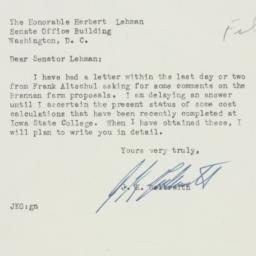 The Honorable Herbert Lehman
Senate Office Building
Washington, D. C.
Dear Senator Lehman:
I have had a letter within the last day or two
from Frank Altschul asking for some comments on the
Brannan farm proposals. I am delaying an answer
until I ascertain the present status of some cost
calculations that have been recently completed at
Iowa State College. When I have obtained these, I
will plan to write you in detail.
Yours very truly,
J. K. Galbraith
JKG:gn